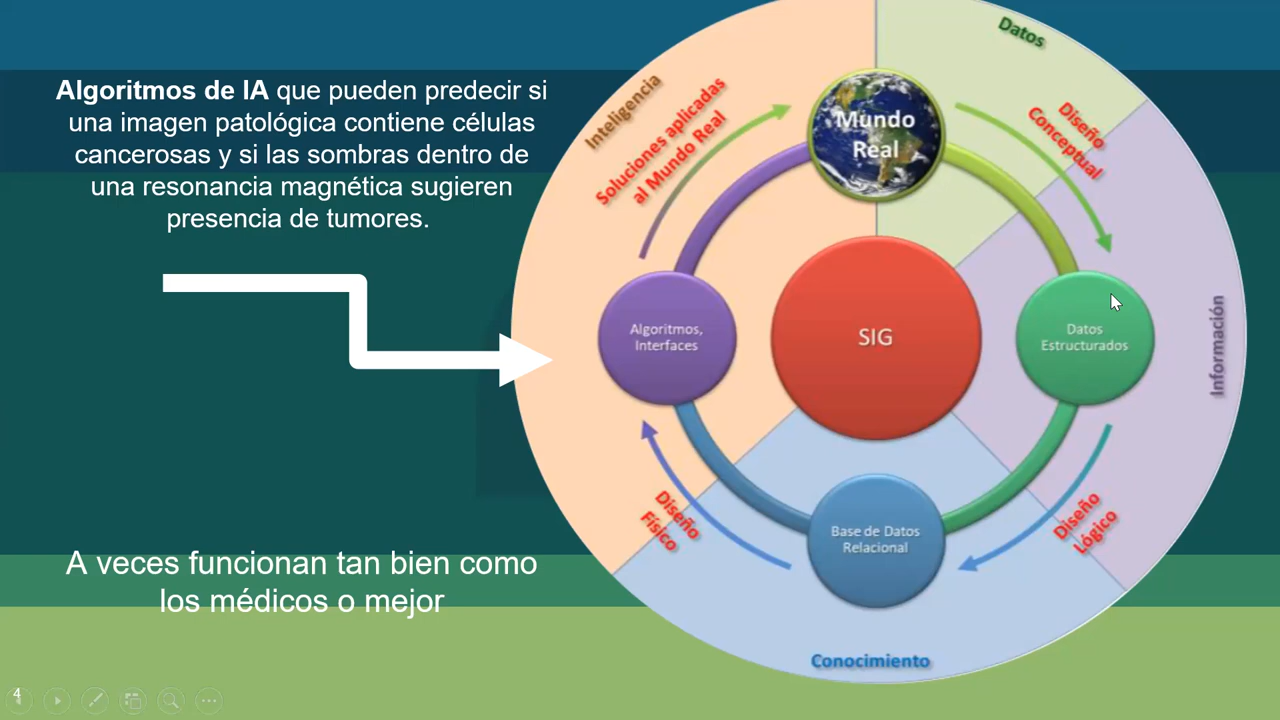 Algoritmos de IA que pueden predecir si
una imagen patológica contiene células
cancerosas y si las sombras dentro de
una resonancia magnética sugieren
presencia de tumores.
A veces funcionan tan bien como
los médicos o mejor
4
Datos
Inteligencia
Soluciones aplicadas
al Mundo Real
Mundo
Real
Diseño
Conceptual
Algoritmos,
Interfaces
SIG
Datos
Estructurados
Información
Diseño
Físico
Base de Datos
Relacional
Diseño
Lógico
Conocimiento